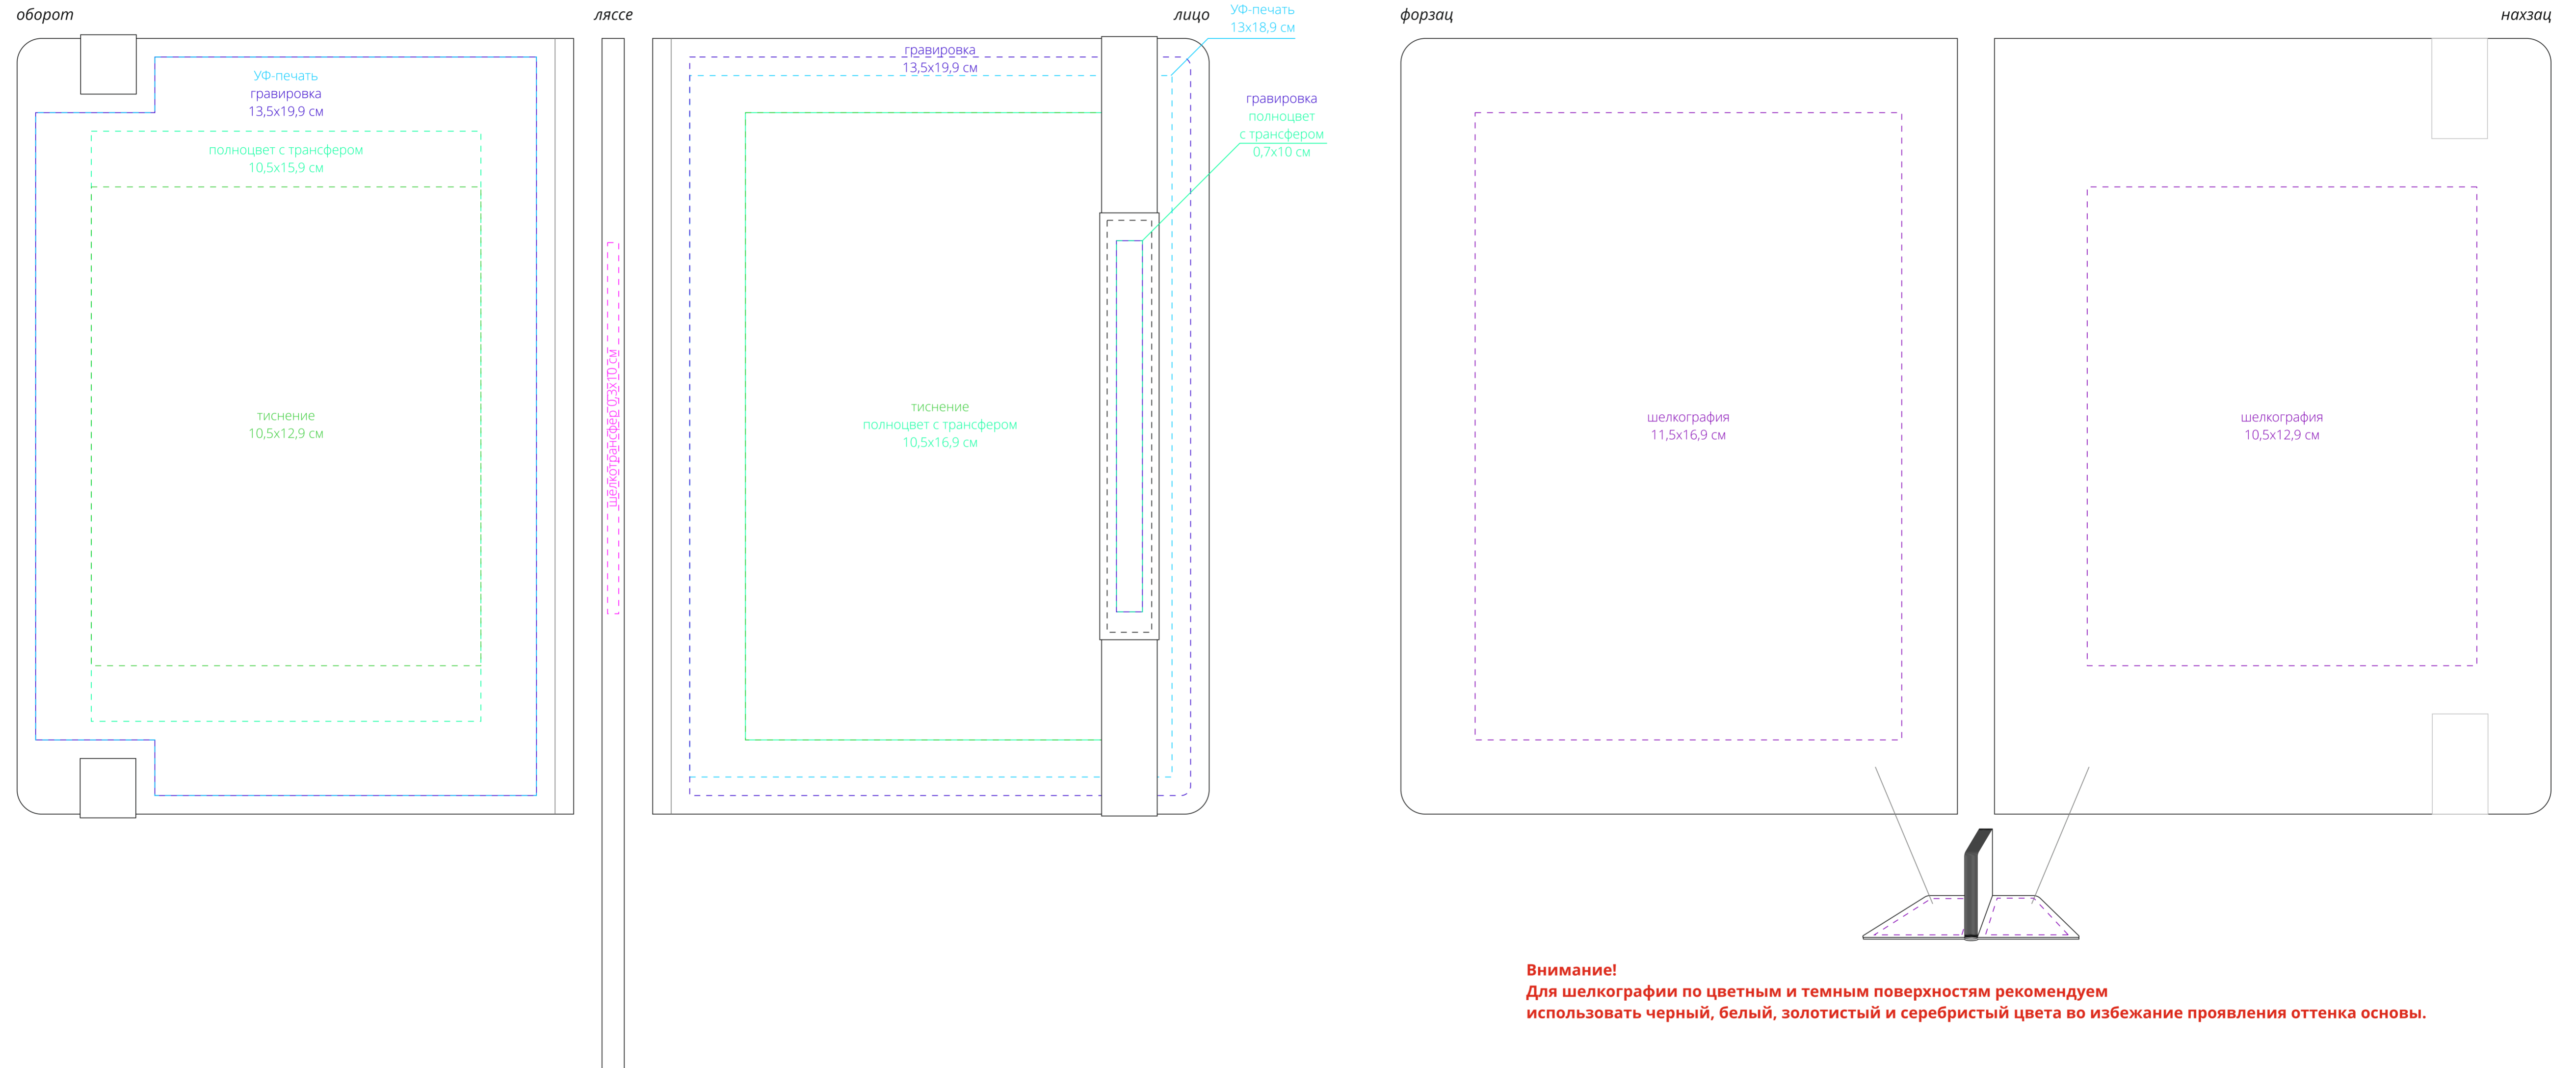 оборот
ляссе
лицо
форзац
нахзац
УФ-печать
гравировка
13,5х19,9 см
полноцвет с трансфером
10,5х15,9 см
тиснение
10,5х12,9 см
шелкотрансфер 0,3х10 см
гравировка
13,5х19,9 см
УФ-печать
13х18,9 см
гравировка
полноцвет
с трансфером
0,7х10 см
тиснение
полноцвет с трансфером
10,5х16,9 см
шелкография
11,5х16,9 см
шелкография
10,5х12,9 см
Внимание!
Для шелкографии по цветным и темным поверхностям рекомендуем
использовать черный, белый, золотистый и серебристый цвета во избежание проявления оттенка основы.